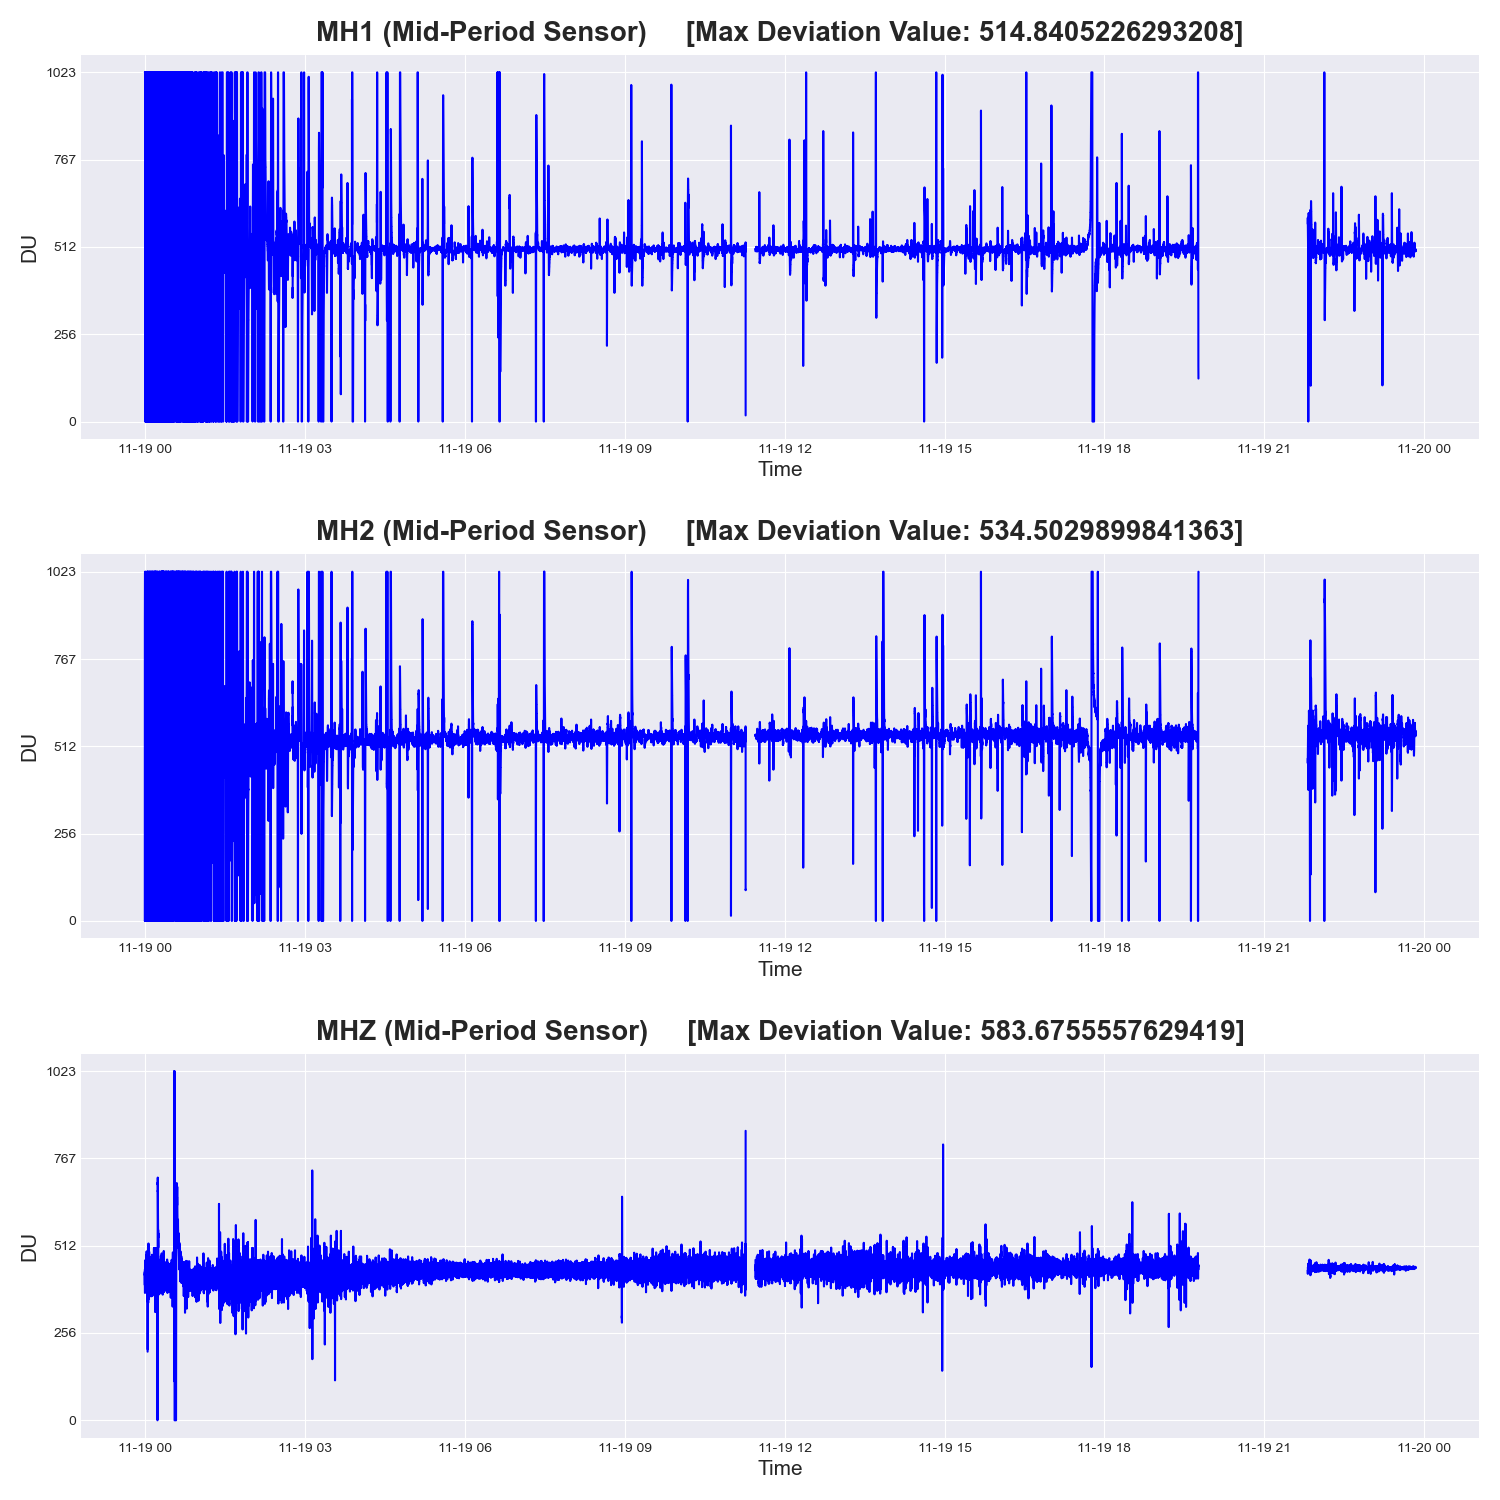 MH1 (Mid-Period Sensor) [Max Deviation Value: 514.8405226293208]
1023
767
512
256
0
DU
11-19 00 11-19 03 11-19 06 11-19 09 11-19 12 11-19 15 11-19 18 11-19 21 11-20 00
Time
MH2 (Mid-Period Sensor) [Max Deviation Value: 534.5029899841363]
1023
767
512
256
0
DU
11-19 00 11-19 03 11-19 06 11-19 09 11-19 12 11-19 15 11-19 18 11-19 21 11-20 00
Time
MHZ (Mid-Period Sensor) [Max Deviation Value: 583.6755557629419]
1023
767
512
256
0
DU
11-19 00 11-19 03 11-19 06 11-19 09 11-19 12 11-19 15 11-19 18 11-19 21 11-20 00
Time